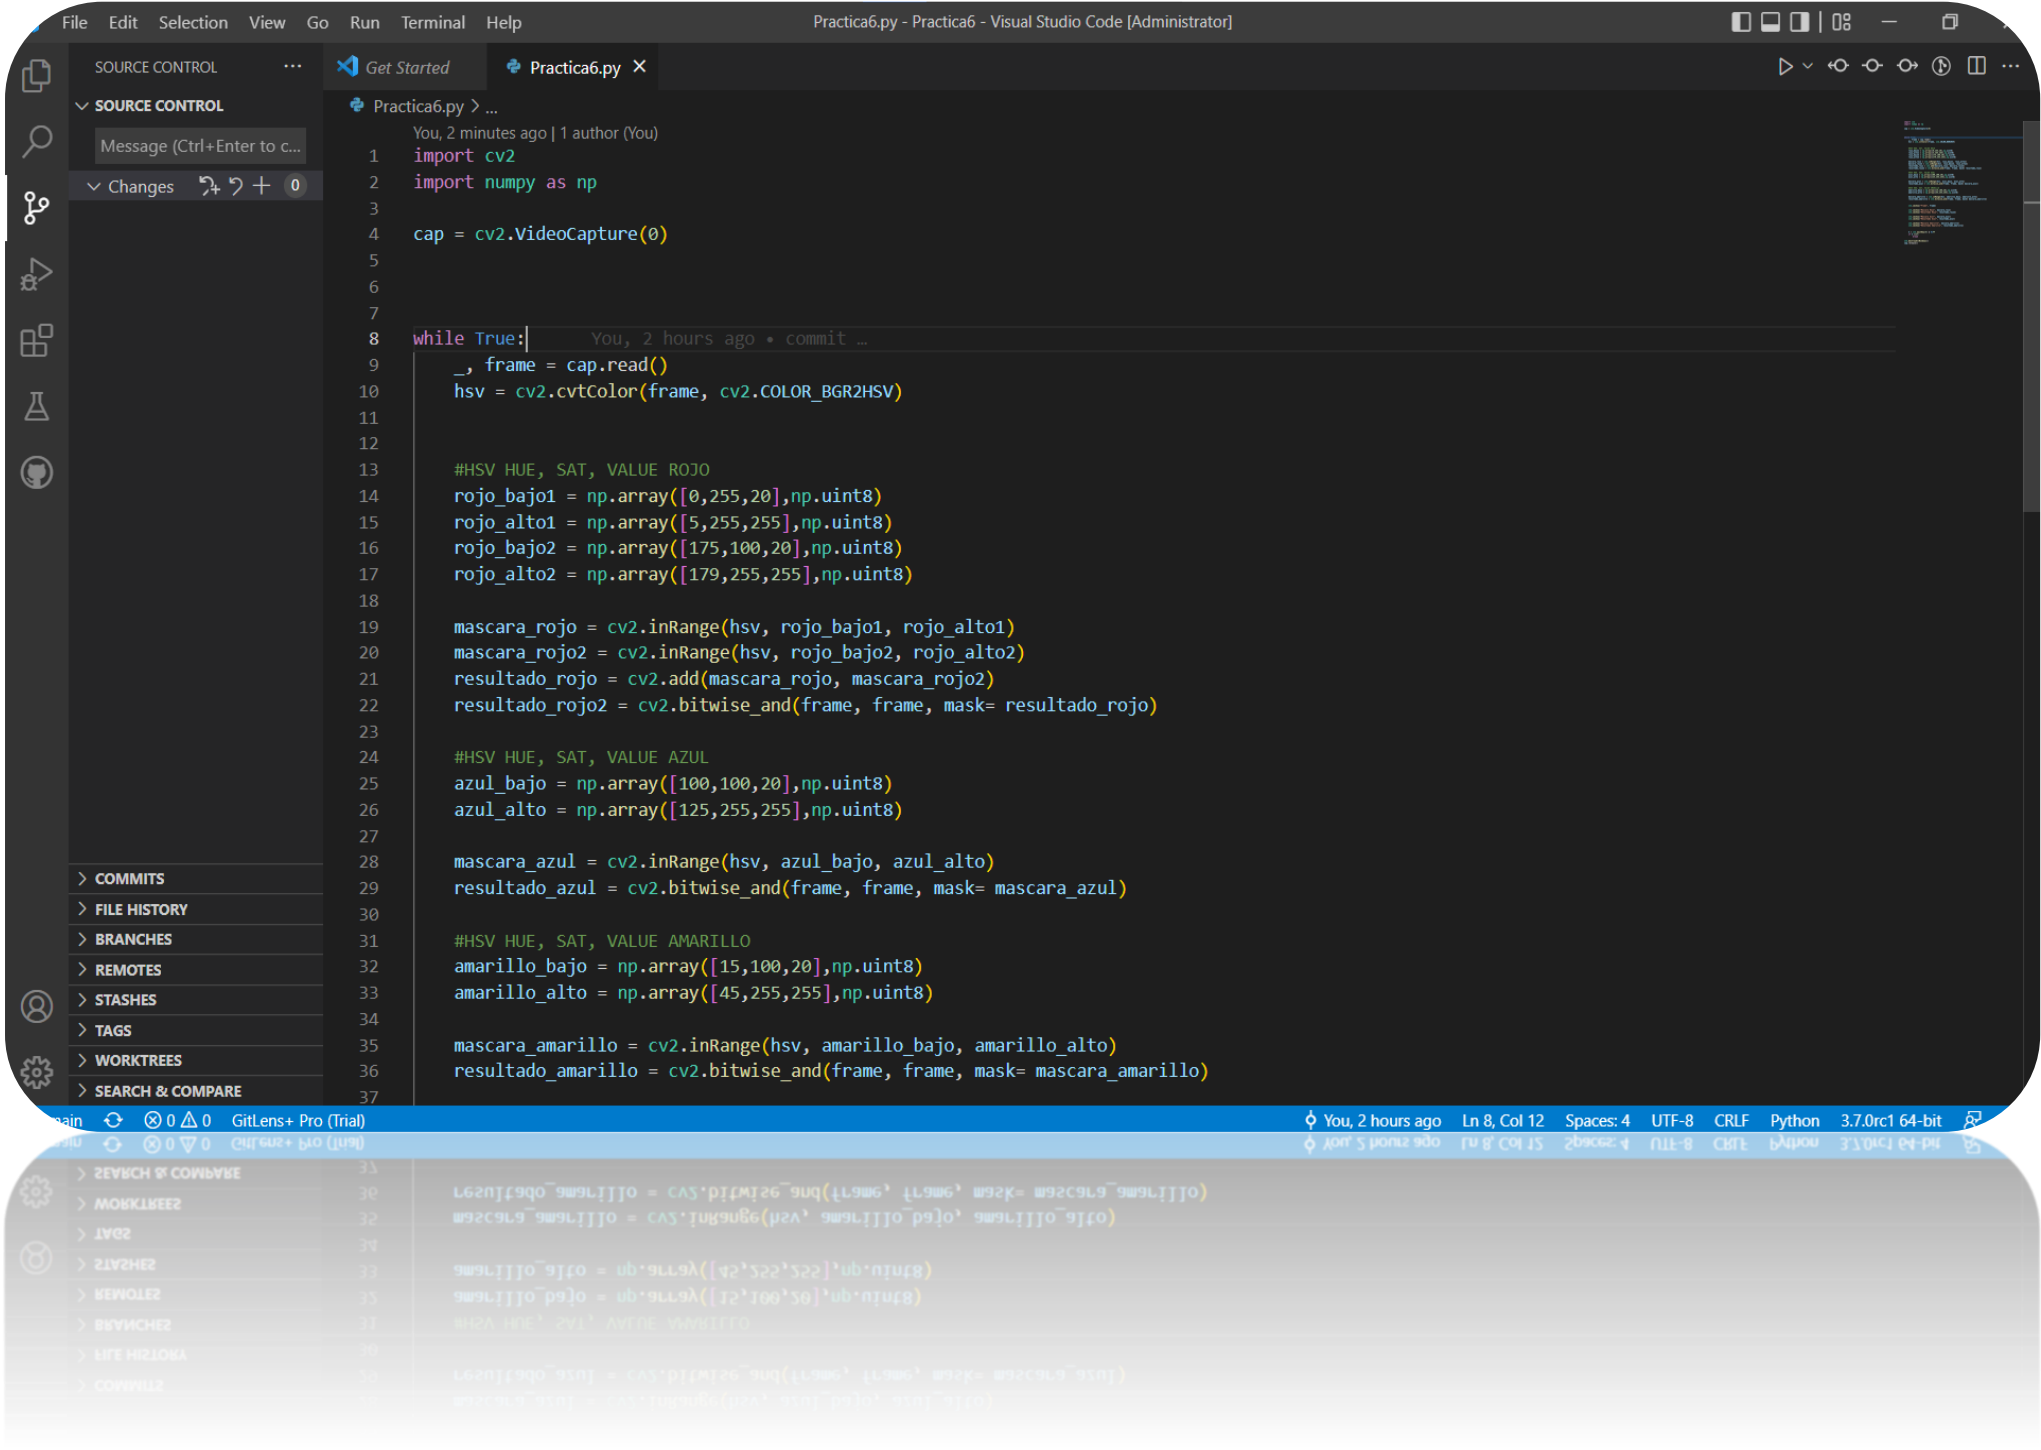 File Edit Selection View Go Run Terminal Help
Practica6.py - Practica6 - Visual Studio Code [Administrator]
SOURCE CONTROL ...
SOURCE CONTROL
Message (Ctrl+Enter to c...
Changes 0
COMMITS
FILE HISTORY
BRANCHES
REMOTES
STASHES
TAGS
WORKTREES
SEARCH & COMPARE
Get Started
Practica6.py
Practica6.py > ...
You, 2 minutes ago | 1 author (You)
1 import cv2
2 import numpy as np
3
4 cap = cv2.VideoCapture(0)
5
6
7
8 while True: You, 2 hours ago • commit …
9 _, frame = cap.read()
10 hsv = cv2.cvtColor(frame, cv2.COLOR_BGR2HSV)
11
12
13 #HSV HUE, SAT, VALUE ROJO
14 rojo_bajo1 = np.array([0,255,20],np.uint8)
15 rojo_alto1 = np.array([5,255,255],np.uint8)
16 rojo_bajo2 = np.array([175,100,20],np.uint8)
17 rojo_alto2 = np.array([179,255,255],np.uint8)
18
19 mascara_rojo = cv2.inRange(hsv, rojo_bajo1, rojo_alto1)
20 mascara_rojo2 = cv2.inRange(hsv, rojo_bajo2, rojo_alto2)
21 resultado_rojo = cv2.add(mascara_rojo, mascara_rojo2)
22 resultado_rojo2 = cv2.bitwise_and(frame, frame, mask= resultado_rojo)
23
24 #HSV HUE, SAT, VALUE AZUL
25 azul_bajo = np.array([100,100,20],np.uint8)
26 azul_alto = np.array([125,255,255],np.uint8)
27
28 mascara_azul = cv2.inRange(hsv, azul_bajo, azul_alto)
29 resultado_azul = cv2.bitwise_and(frame, frame, mask= mascara_azul)
30
31 #HSV HUE, SAT, VALUE AMARILLO
32 amarillo_bajo = np.array([15,100,20],np.uint8)
33 amarillo_alto = np.array([45,255,255],np.uint8)
34
35 mascara_amarillo = cv2.inRange(hsv, amarillo_bajo, amarillo_alto)
36 resultado_amarillo = cv2.bitwise_and(frame, frame, mask= mascara_amarillo)
37
0 0 GitLens+ Pro (Trial) You, 2 hours ago Ln 8, Col 12 Spaces: 4 UTF-8 CRLF Python 3.7.0rc1 64-bit